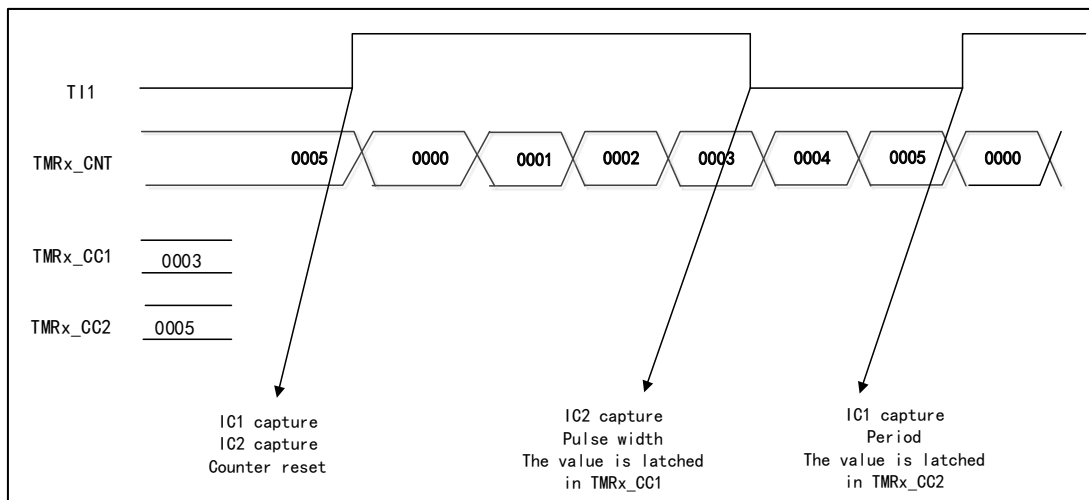 TI1
TMRx_CNT
0005 0000 0001 0002 0003 0004 0005 0000
TMRx_CC1
0003
TMRx_CC2
0005
IC1 capture
IC2 capture
Counter reset
IC2 capture
Pulse width
The value is latched
in TMRx_CC1
IC1 capture
Period
The value is latched
in TMRx_CC2